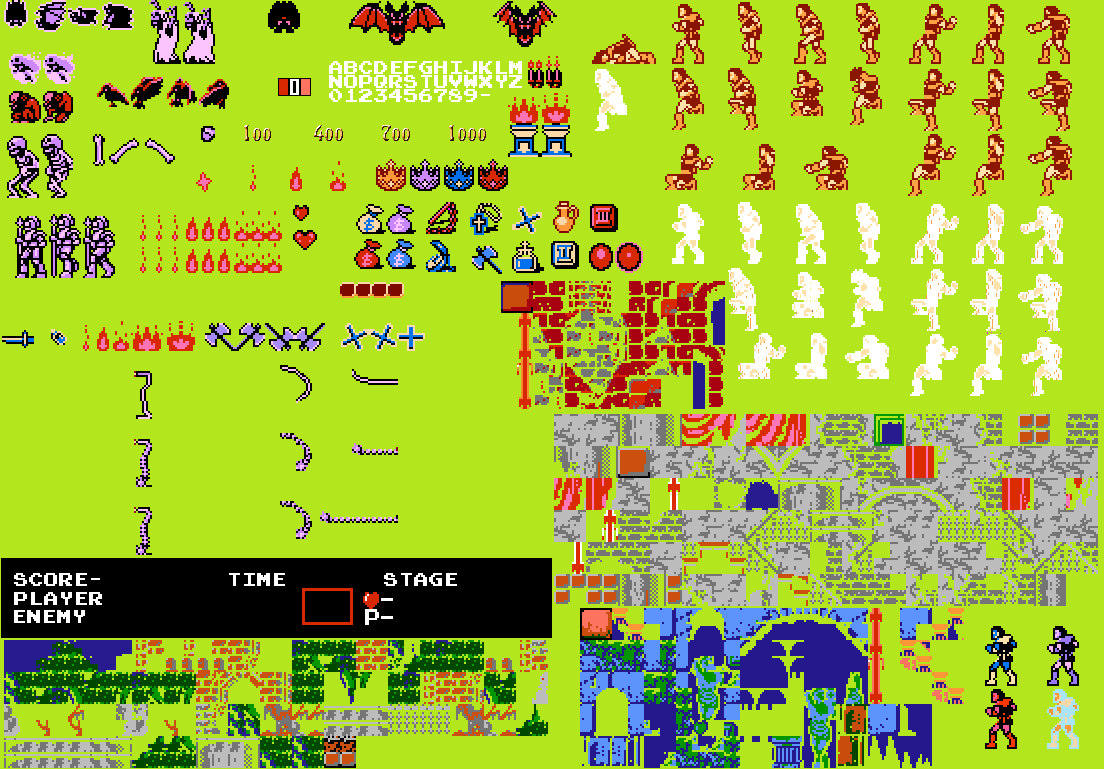 ABCDEFGHIJKLM
NOPQRSTUVWXYZ
0123456789-
100 400 700 1000
SCORE- TIME STAGE
PLAYER -
ENEMY P-